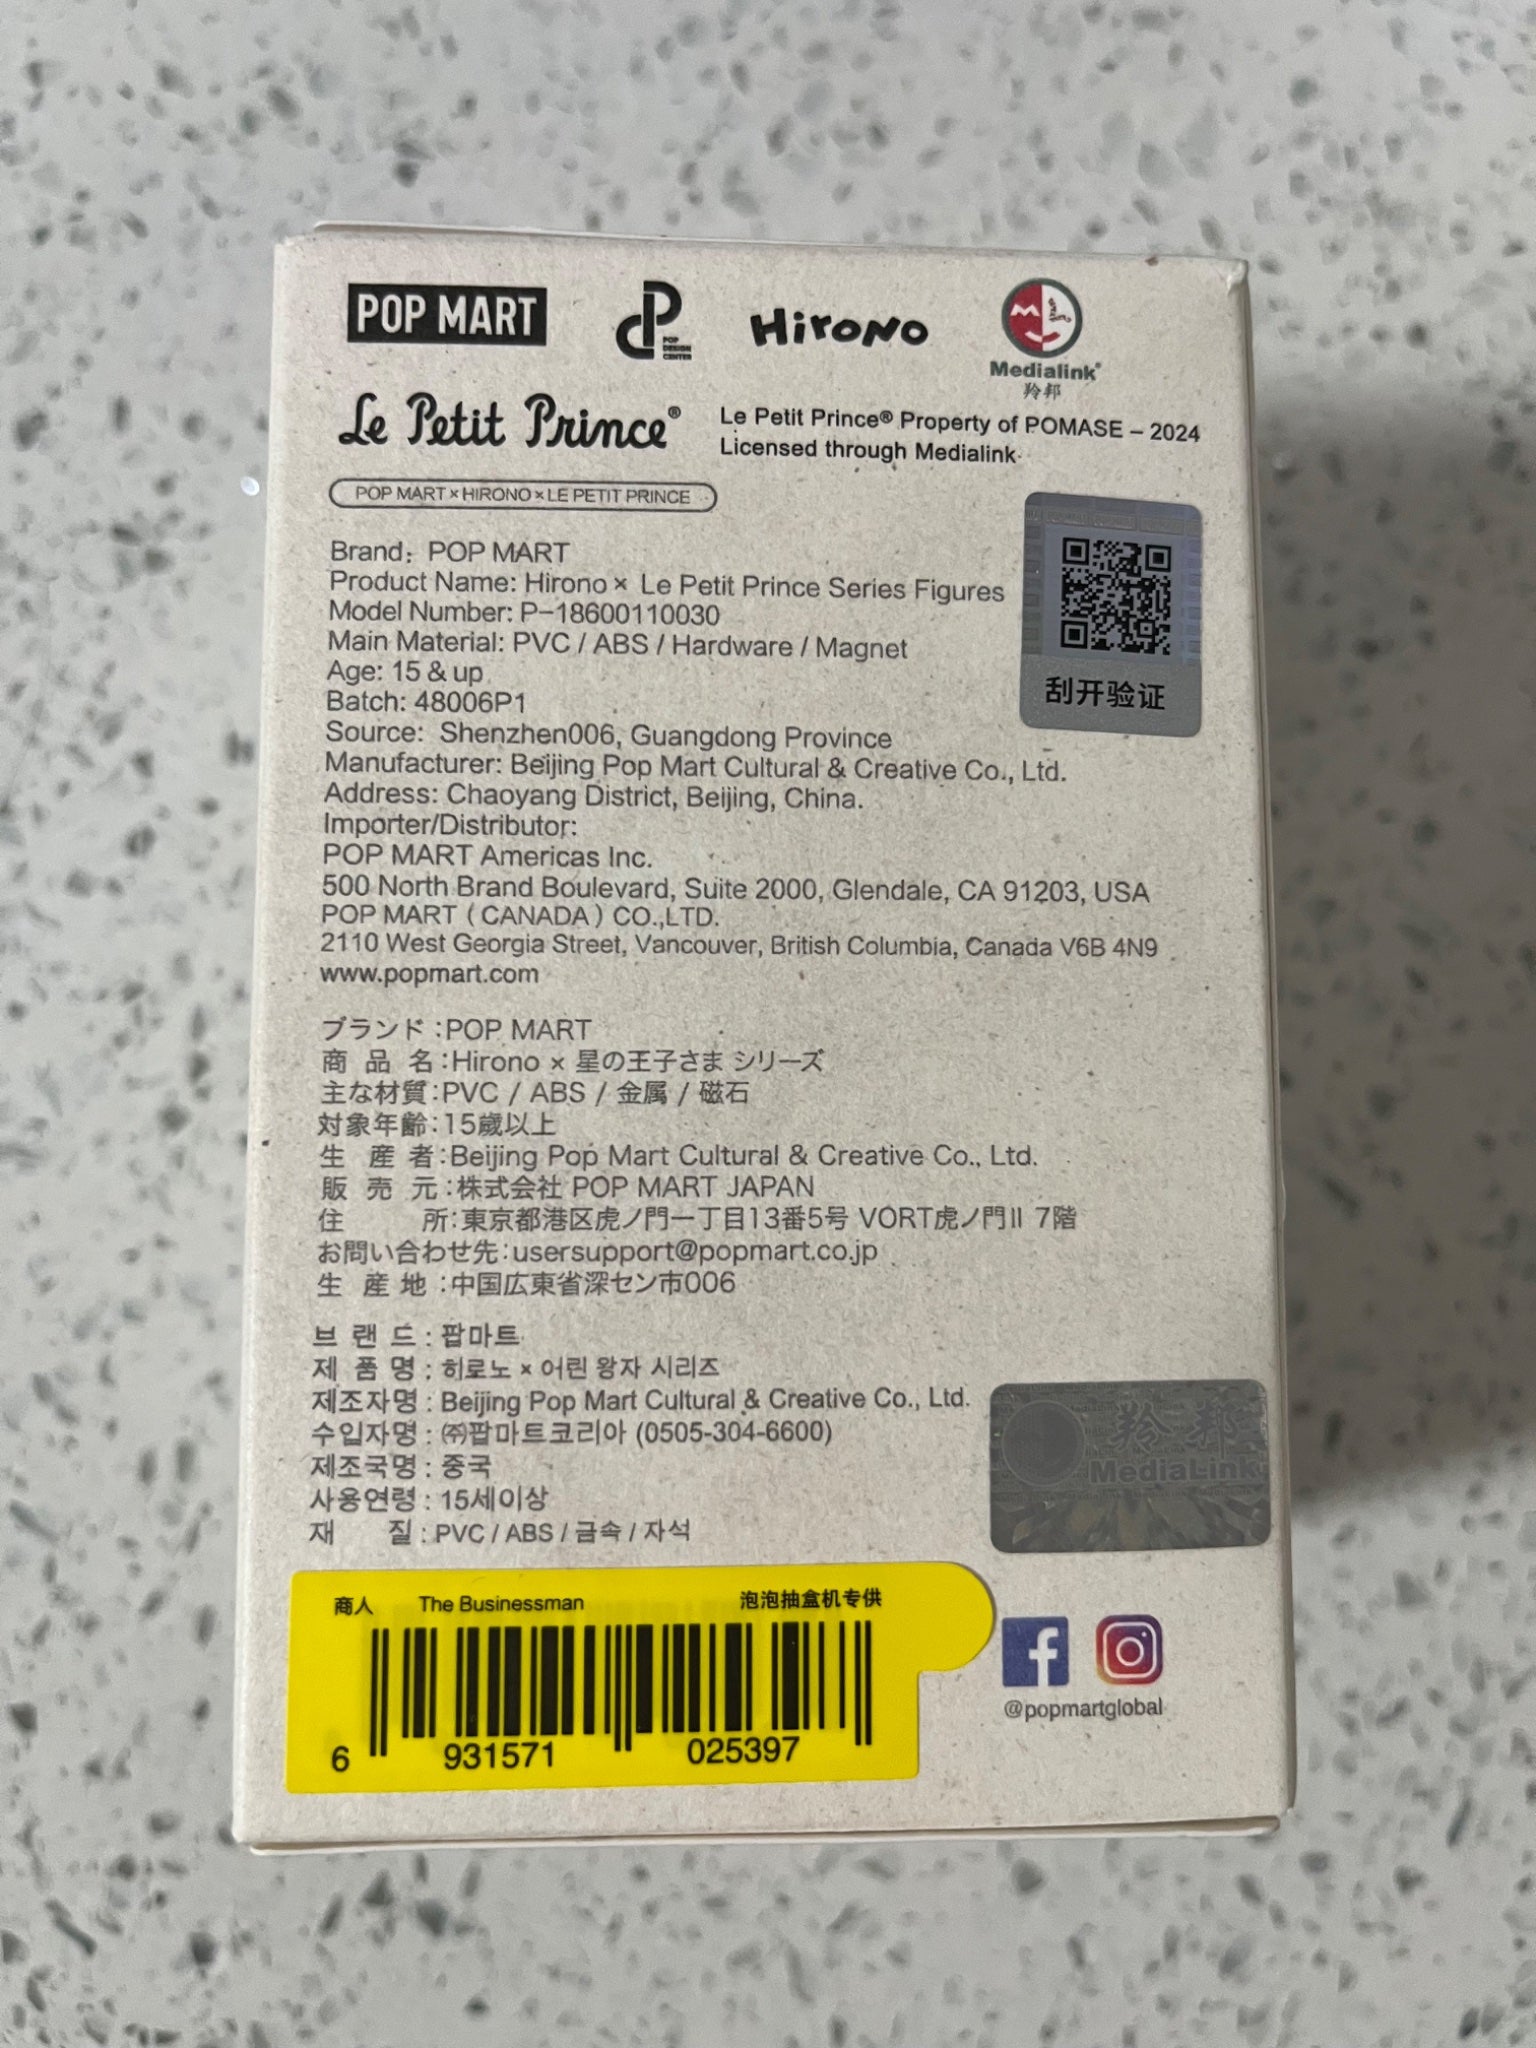 POP MART
POP DESIGN CENTER
Hirono
Medialink®
羚邦
Le Petit Prince®
Le Petit Prince® Property of POMASE – 2024
Licensed through Medialink
POP MART × HIRONO × LE PETIT PRINCE
Brand: POP MART
Product Name: Hirono × Le Petit Prince Series Figures
Model Number: P-18600110030
Main Material: PVC / ABS / Hardware / Magnet
Age: 15 & up
Batch: 48006P1
Source: Shenzhen006, Guangdong Province
Manufacturer: Beijing Pop Mart Cultural & Creative Co., Ltd.
Address: Chaoyang District, Beijing, China.
Importer/Distributor:
POP MART Americas Inc.
500 North Brand Boulevard, Suite 2000, Glendale, CA 91203, USA
POP MART ( CANADA ) CO.,LTD.
2110 West Georgia Street, Vancouver, British Columbia, Canada V6B 4N9
www.popmart.com
刮开验证
ブランド:POP MART
商品名:Hirono × 星の王子さま シリーズ
主な材質:PVC / ABS / 金属 / 磁石
対象年齢:15歳以上
生産者:Beijing Pop Mart Cultural & Creative Co., Ltd.
販売元:株式会社 POP MART JAPAN
住所:東京都港区虎ノ門一丁目13番5号 VORT虎ノ門II 7階
お問い合わせ先:usersupport@popmart.co.jp
生産地:中国広東省深セン市006
브랜드 : 팝마트
제품명 : 히로노 × 어린 왕자 시리즈
제조자명 : Beijing Pop Mart Cultural & Creative Co., Ltd.
수입자명 : ㈜팝마트코리아 (0505-304-6600)
제조국명 : 중국
사용연령 : 15세이상
재질 : PVC / ABS / 금속 / 자석
羚邦
MediaLink
商人 The Businessman 泡泡抽盒机专供
6 931571 025397
@popmartglobal